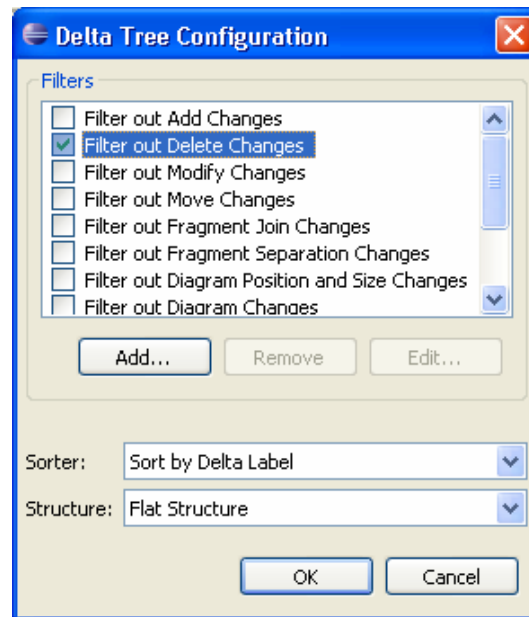 Delta Tree Configuration
Filters
Filter out Add Changes
Filter out Delete Changes
Filter out Modify Changes
Filter out Move Changes
Filter out Fragment Join Changes
Filter out Fragment Separation Changes
Filter out Diagram Position and Size Changes
Filter out Diagram Changes
Add... Remove Edit...
Sorter: Sort by Delta Label
Structure: Flat Structure
OK Cancel